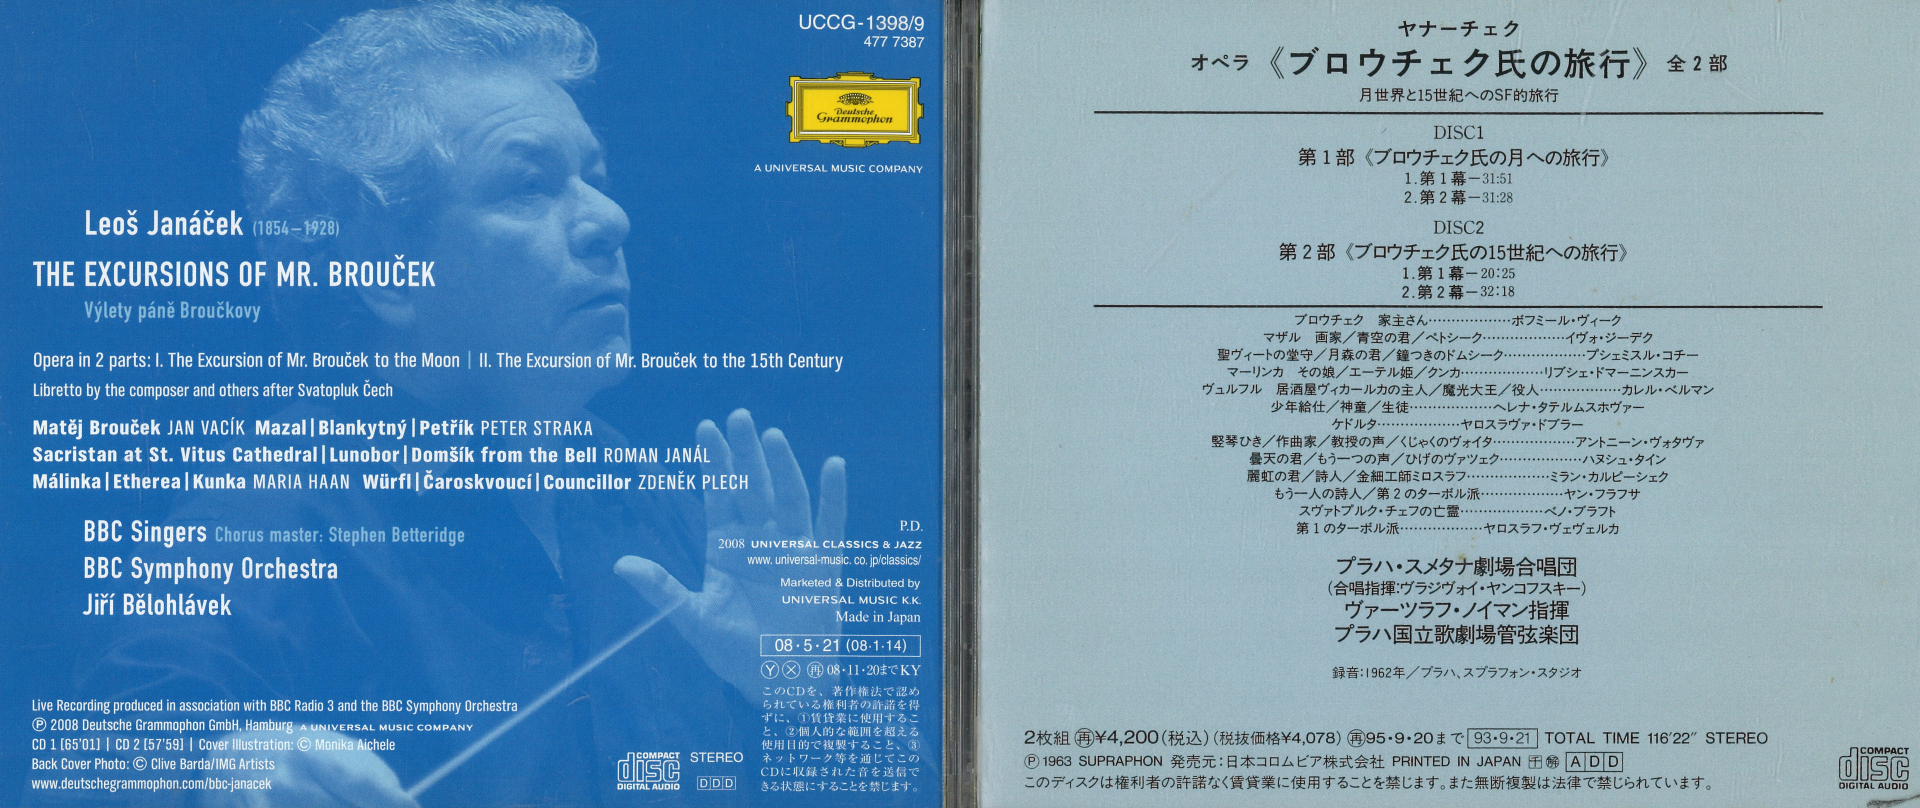 UCCG-1398/9
477 7387
Deutsche
Grammophon
A UNIVERSAL MUSIC COMPANY
Leoš Janáček (1854–1928)
THE EXCURSIONS OF MR. BROUČEK
Výlety páně Broučkovy
Opera in 2 parts: I. The Excursion of Mr. Brouček to the Moon | II. The Excursion of Mr. Brouček to the 15th Century
Libretto by the composer and others after Svatopluk Čech
Matěj Brouček JAN VACÍK Mazal|Blankytný|Petřík PETER STRAKA
Sacristan at St. Vitus Cathedral|Lunobor|Domšík from the Bell ROMAN JANÁL
Málinka|Etherea|Kunka MARIA HAAN Würfl|Čaroskvoucí|Councillor ZDENĚK PLECH
BBC Singers Chorus master: Stephen Betteridge
BBC Symphony Orchestra
Jiří Bělohlávek
P.D.
2008 UNIVERSAL CLASSICS & JAZZ
www. universal-music. co. jp/classics/
Marketed & Distributed by
UNIVERSAL MUSIC K.K.
Made in Japan
08・5・21 (08・1・14)
Ⓨ Ⓧ ㊢ 08・11・20までKY
このCDを、著作権法で認め
られている権利者の許諾を得
ずに、①賃貸業に使用するこ
と、②個人的な範囲を超える
使用目的で複製すること、③
ネットワーク等を通じてこの
CDに収録された音を送信で
きる状態にすることを禁じます。
Live Recording produced in association with BBC Radio 3 and the BBC Symphony Orchestra
℗ 2008 Deutsche Grammophon GmbH, Hamburg A UNIVERSAL MUSIC COMPANY
CD 1 [65'01] | CD 2 [57'59] | Cover Illustration: © Monika Aichele
Back Cover Photo: © Clive Barda/IMG Artists
www.deutschegrammophon.com/bbc-janacek
COMPACT
disc
DIGITAL AUDIO
STEREO
DDD
ヤナーチェク
オペラ 《ブロウチェク氏の旅行》 全2部
月世界と15世紀へのSF的旅行
DISC1
第1部《ブロウチェク氏の月への旅行》
1.第1幕－31:51
2.第2幕－31:28
DISC2
第2部《ブロウチェク氏の15世紀への旅行》
1.第1幕－20:25
2.第2幕－32:18
ブロウチェク 家主さん………………ボフミール・ヴィーク
マザル 画家／青空の君／ペトシーク………………イヴォ・ジーデク
聖ヴィートの堂守／月森の君／鐘つきのドムシーク………………プシェミスル・コチー
マーリンカ その娘／エーテル姫／クンカ………………リブシェ・ドマーニンスカー
ヴュルフル 居酒屋ヴィカールカの主人／魔光大王／役人………………カレル・ベルマン
少年給仕／神童／生徒………………ヘレナ・タテルムスホヴァー
ケドルタ………………ヤロスラヴァ・ドブラー
竪琴ひき／作曲家／教授の声／くじゃくのヴォイタ………………アントニーン・ヴォタヴァ
曇天の君／もう一つの声／ひげのヴァツェク………………ハヌシュ・タイン
麗虹の君／詩人／金細工師ミロスラフ………………ミラン・カルピーシェク
もう一人の詩人／第2のターボル派………………ヤン・フラフサ
スヴァトプルク・チェフの亡霊………………ベノ・ブラフト
第1のターボル派………………ヤロスラフ・ヴェヴェルカ
プラハ・スメタナ劇場合唱団
(合唱指揮:ヴラジヴォイ・ヤンコフスキー)
ヴァーツラフ・ノイマン指揮
プラハ国立歌劇場管弦楽団
録音:1962年／プラハ、スプラフォン・スタジオ
2枚組 ㊢¥4,200(税込)(税抜価格¥4,078) ㊢95・9・20まで 93・9・21 TOTAL TIME 116'22" STEREO
℗ 1963 SUPRAPHON 発売元:日本コロムビア株式会社 PRINTED IN JAPAN ADD
このディスクは権利者の許諾なく賃貸業に使用することを禁じます。また無断複製は法律で禁じられています。
COMPACT
disc
DIGITAL AUDIO